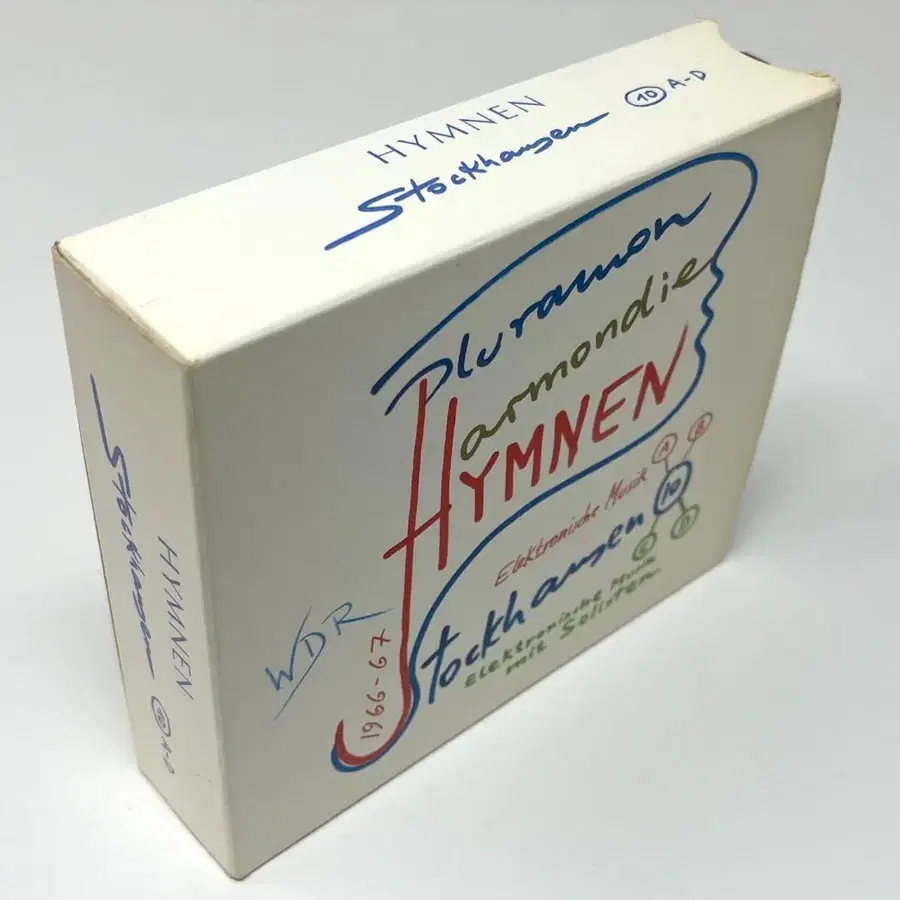 HYMNEN
Stockhausen 10 A-D
Pluramon
Harmondie
HYMNEN
Elektronische Musik
A B
Stockhausen 10
C D
Elektronische Musik
mit Solisten
WDR
1966-67
HYMNEN
Stockhausen 10 A-D